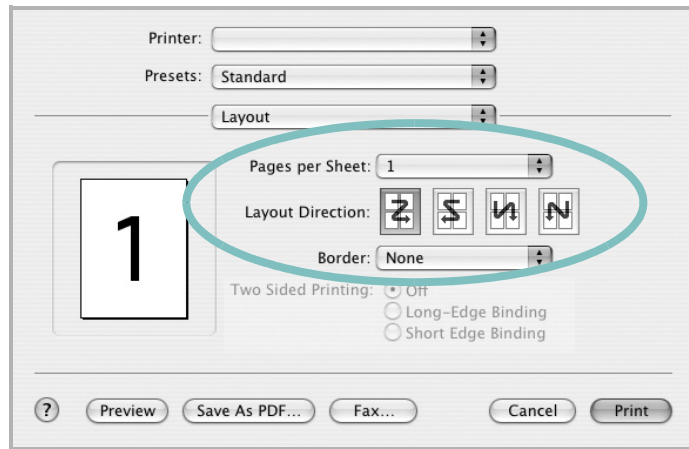 Printer:
Presets: Standard
Layout
Pages per Sheet: 1
Layout Direction:
Border: None
1
Two Sided Printing: Off
Long-Edge Binding
Short Edge Binding
? Preview Save As PDF... Fax... Cancel Print